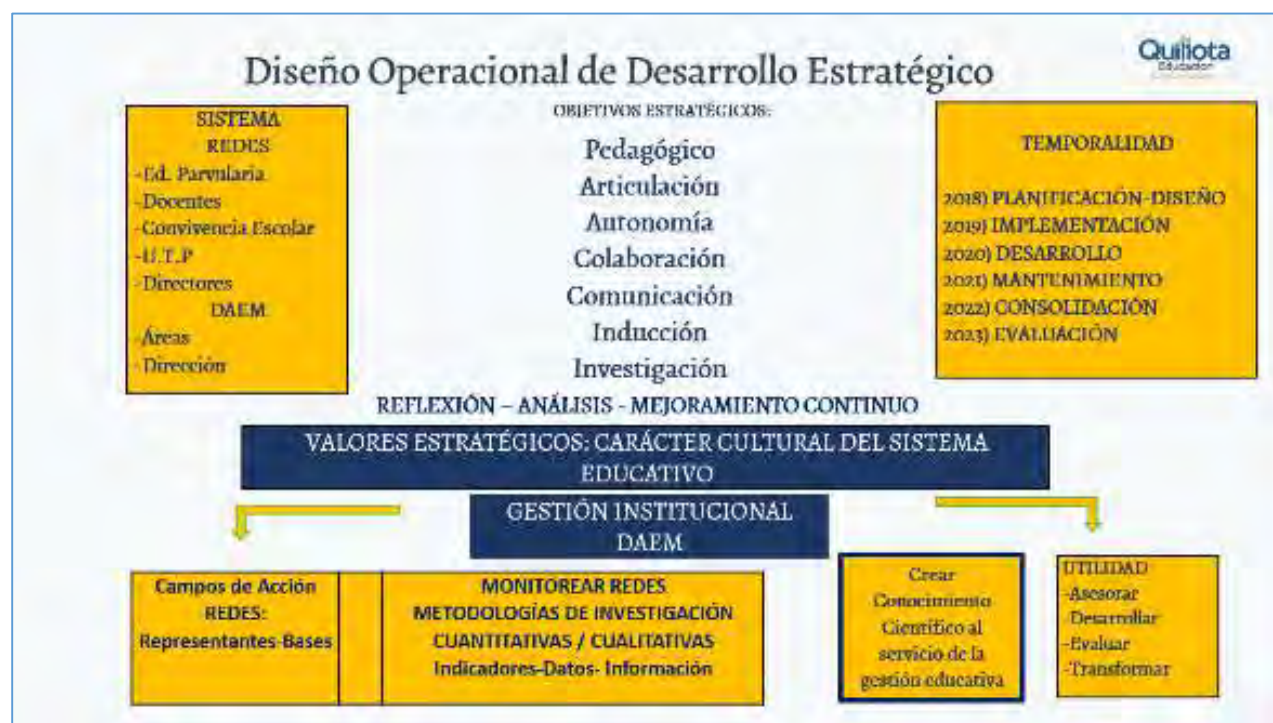 Quillota
Educación
Diseño Operacional de Desarrollo Estratégico
SISTEMA
REDES
-Ed. Parvularia
-Docentes
-Convivencia Escolar
-U.T.P
-Directores
DAEM
-Áreas
-Dirección
OBJETIVOS ESTRATÉGICOS:
Pedagógico
Articulación
Autonomía
Colaboración
Comunicación
Inducción
Investigación
TEMPORALIDAD
2018) PLANIFICACIÓN-DISEÑO
2019) IMPLEMENTACIÓN
2020) DESARROLLO
2021) MANTENIMIENTO
2022) CONSOLIDACIÓN
2023) EVALUACIÓN
REFLEXIÓN – ANÁLISIS - MEJORAMIENTO CONTINUO
VALORES ESTRATÉGICOS: CARÁCTER CULTURAL DEL SISTEMA
EDUCATIVO
GESTIÓN INSTITUCIONAL
DAEM
Campos de Acción
REDES:
Representantes-Bases
MONITOREAR REDES
METODOLOGÍAS DE INVESTIGACIÓN
CUANTITATIVAS / CUALITATIVAS
Indicadores-Datos- Información
Crear
Conocimiento
Científico al
servicio de la
gestión educativa
UTILIDAD
-Asesorar
-Desarrollar
-Evaluar
-Transformar